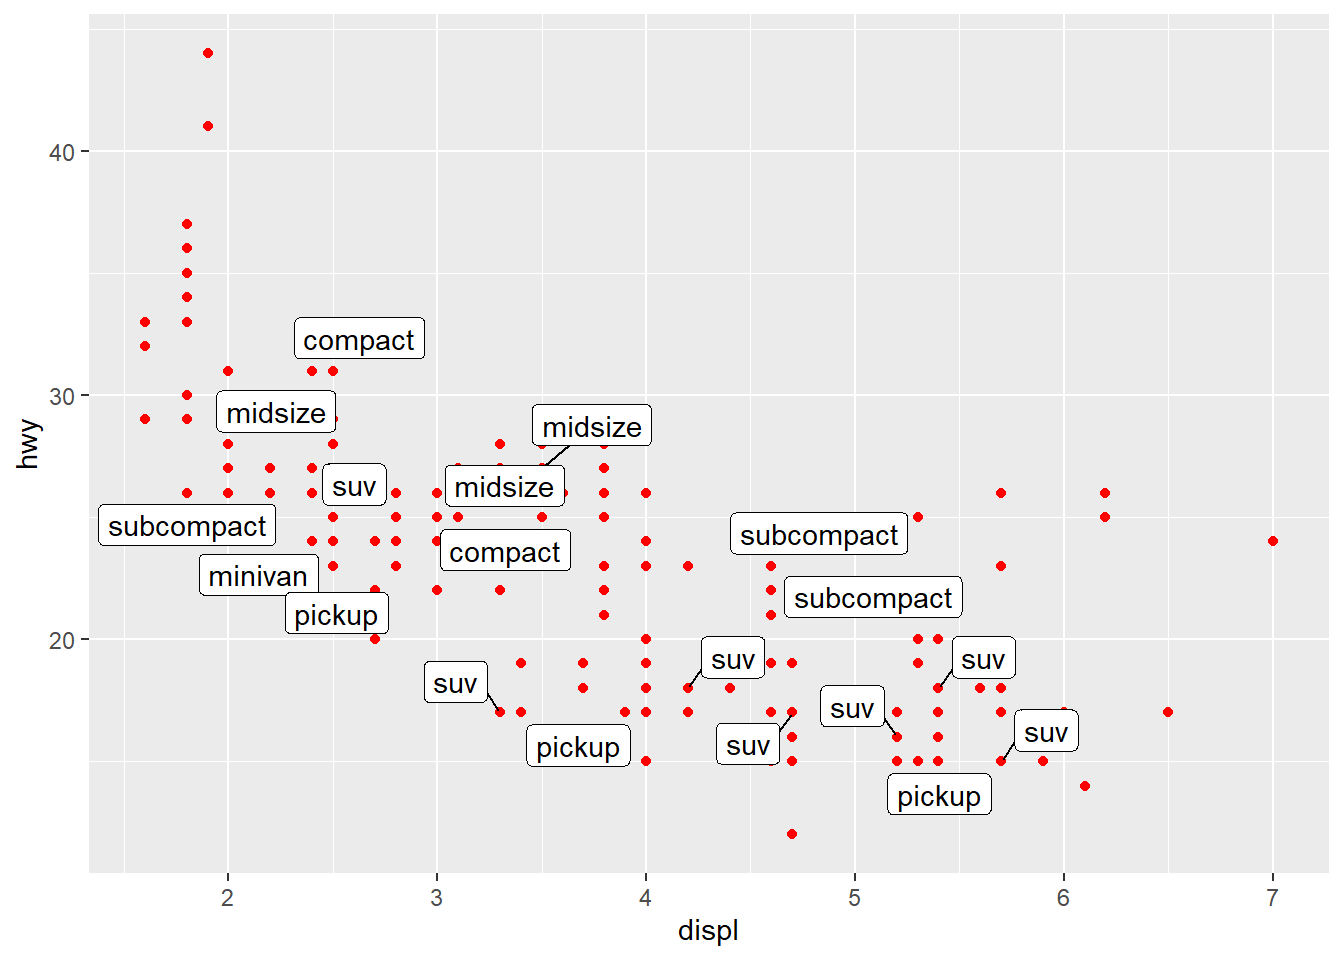 40
30
20
hwy
compact
midsize
midsize
suv
midsize
subcompact
subcompact
compact
minivan
subcompact
pickup
suv
suv
suv
suv
suv
pickup
suv
suv
pickup
2 3 4 5 6 7
displ